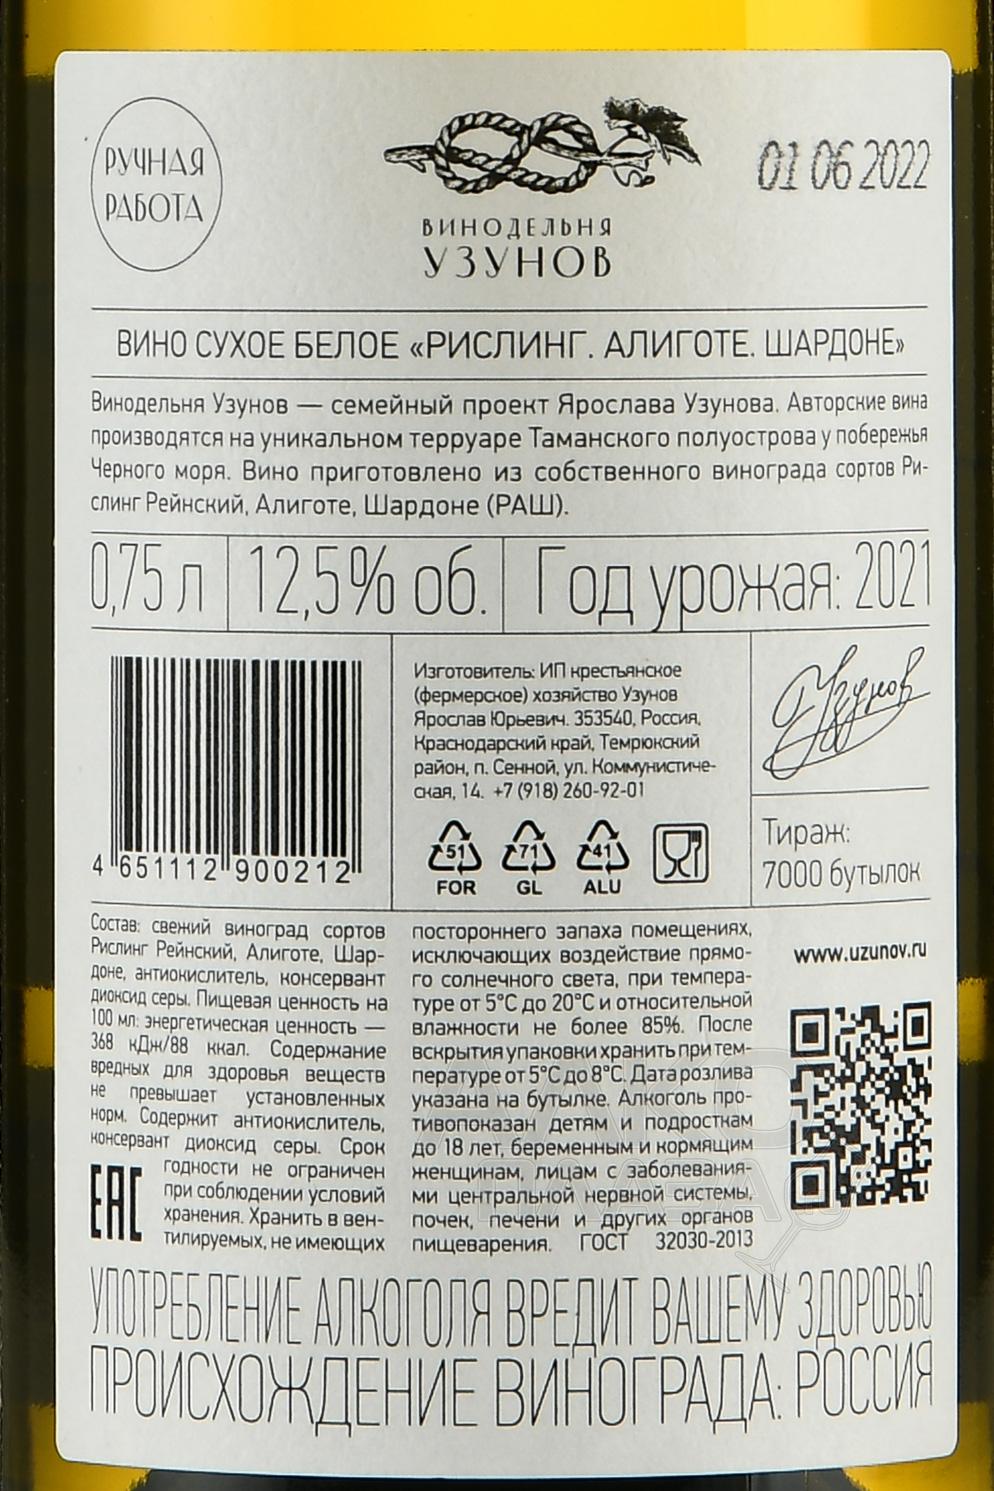 РУЧНАЯ
РАБОТА
ВИНОДЕЛЬНЯ
УЗУНОВ
01 06 2022
ВИНО СУХОЕ БЕЛОЕ «РИСЛИНГ. АЛИГОТЕ. ШАРДОНЕ»
Винодельня Узунов — семейный проект Ярослава Узунова. Авторские вина
производятся на уникальном терруаре Таманского полуострова у побережья
Черного моря. Вино приготовлено из собственного винограда сортов Ри-
слинг Рейнский, Алиготе, Шардоне (РАШ).
0,75 л
12,5% об.
Год урожая: 2021
4 651112 900212
Изготовитель: ИП крестьянское
(фермерское) хозяйство Узунов
Ярослав Юрьевич. 353540, Россия,
Краснодарский край, Темрюкский
район, п. Сенной, ул. Коммунистиче-
ская, 14. +7 (918) 260-92-01
51 71 41
FOR GL ALU
Узунов
Тираж:
7000 бутылок
Состав: свежий виноград сортов
Рислинг Рейнский, Алиготе, Шар-
доне, антиокислитель, консервант
диоксид серы. Пищевая ценность на
100 мл: энергетическая ценность —
368 кДж/88 ккал. Содержание
вредных для здоровья веществ
не превышает установленных
норм. Содержит антиокислитель,
консервант диоксид серы. Срок
годности не ограничен
при соблюдении условий
хранения. Хранить в вен-
тилируемых, не имеющих
EAC
постороннего запаха помещениях,
исключающих воздействие прямо-
го солнечного света, при темпера-
туре от 5°С до 20°С и относительной
влажности не более 85%. После
вскрытия упаковки хранить при тем-
пературе от 5°С до 8°С. Дата розлива
указана на бутылке. Алкоголь про-
тивопоказан детям и подросткам
до 18 лет, беременным и кормящим
женщинам, лицам с заболевания-
ми центральной нервной системы,
почек, печени и других органов
пищеварения. ГОСТ 32030-2013
www.uzunov.ru
УПОТРЕБЛЕНИЕ АЛКОГОЛЯ ВРЕДИТ ВАШЕМУ ЗДОРОВЬЮ
ПРОИСХОЖДЕНИЕ ВИНОГРАДА: РОССИЯ